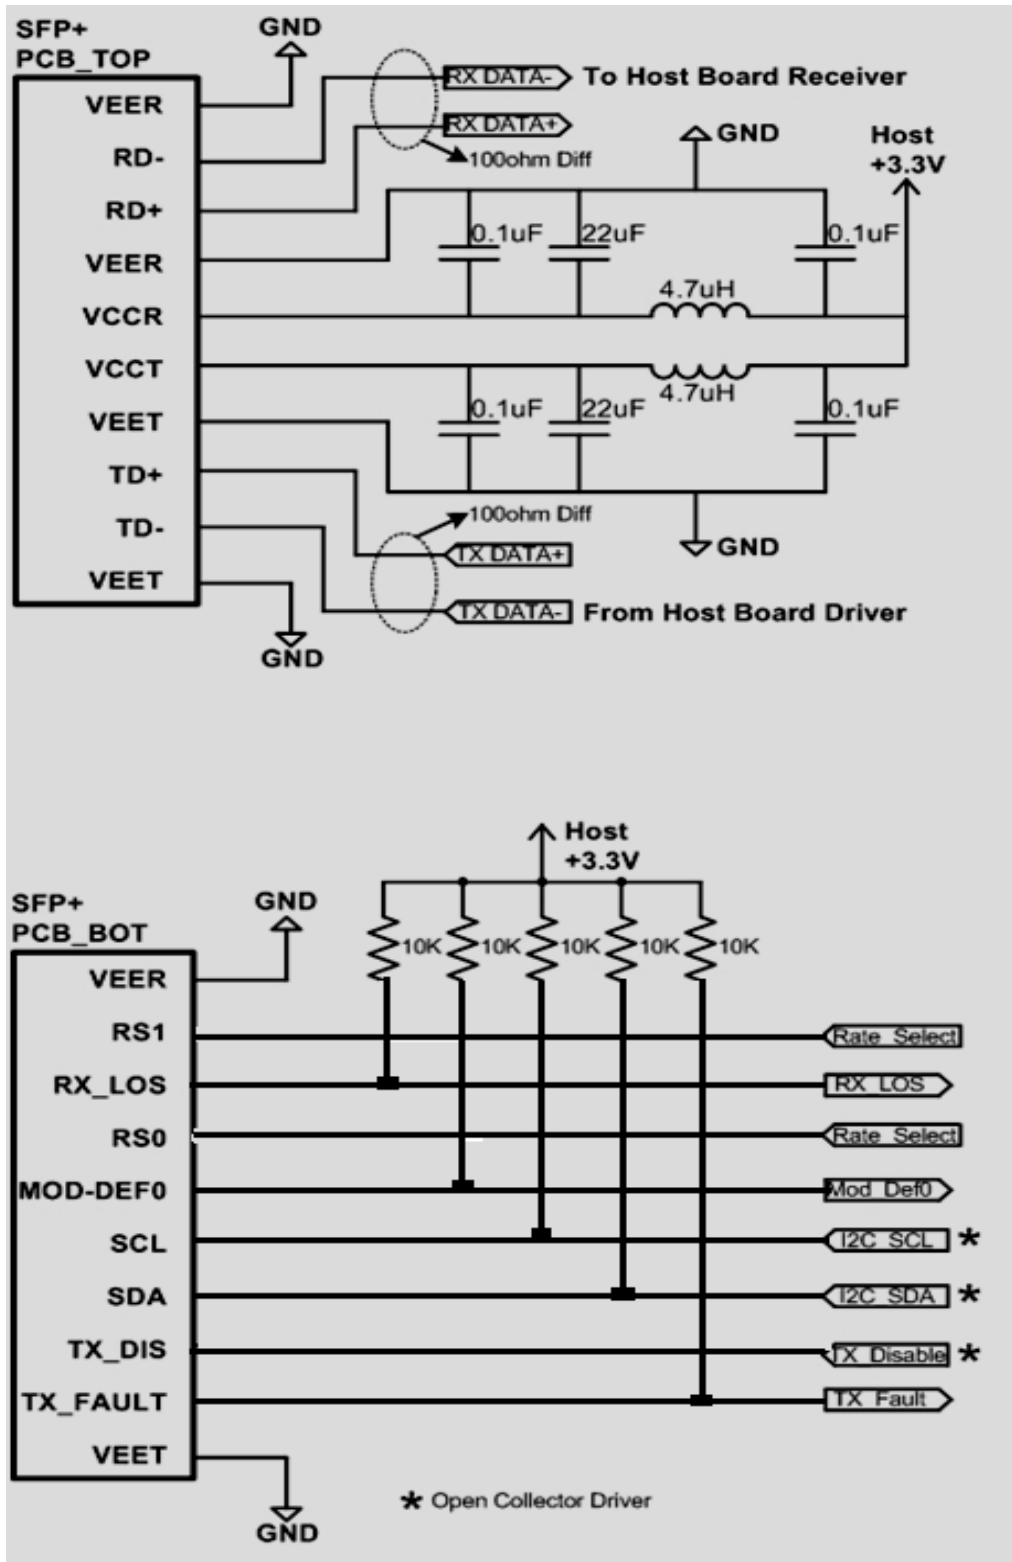 SFP+
PCB_TOP
GND
VEER
RD-
RD+
VEER
VCCR
VCCT
VEET
TD+
TD-
VEET
GND
RX DATA-
To Host Board Receiver
RX DATA+
100ohm Diff
GND
Host
+3.3V
0.1uF
22uF
0.1uF
4.7uH
4.7uH
0.1uF
22uF
0.1uF
100ohm Diff
GND
TX DATA+
TX DATA-
From Host Board Driver
Host
+3.3V
SFP+
PCB_BOT
GND
10K
10K
10K
10K
10K
VEER
RS1
Rate Select
RX_LOS
RX_LOS
RS0
Rate Select
MOD-DEF0
Mod Def0
SCL
I2C SCL *
SDA
I2C SDA *
TX_DIS
TX Disable *
TX_FAULT
TX Fault
VEET
GND
* Open Collector Driver